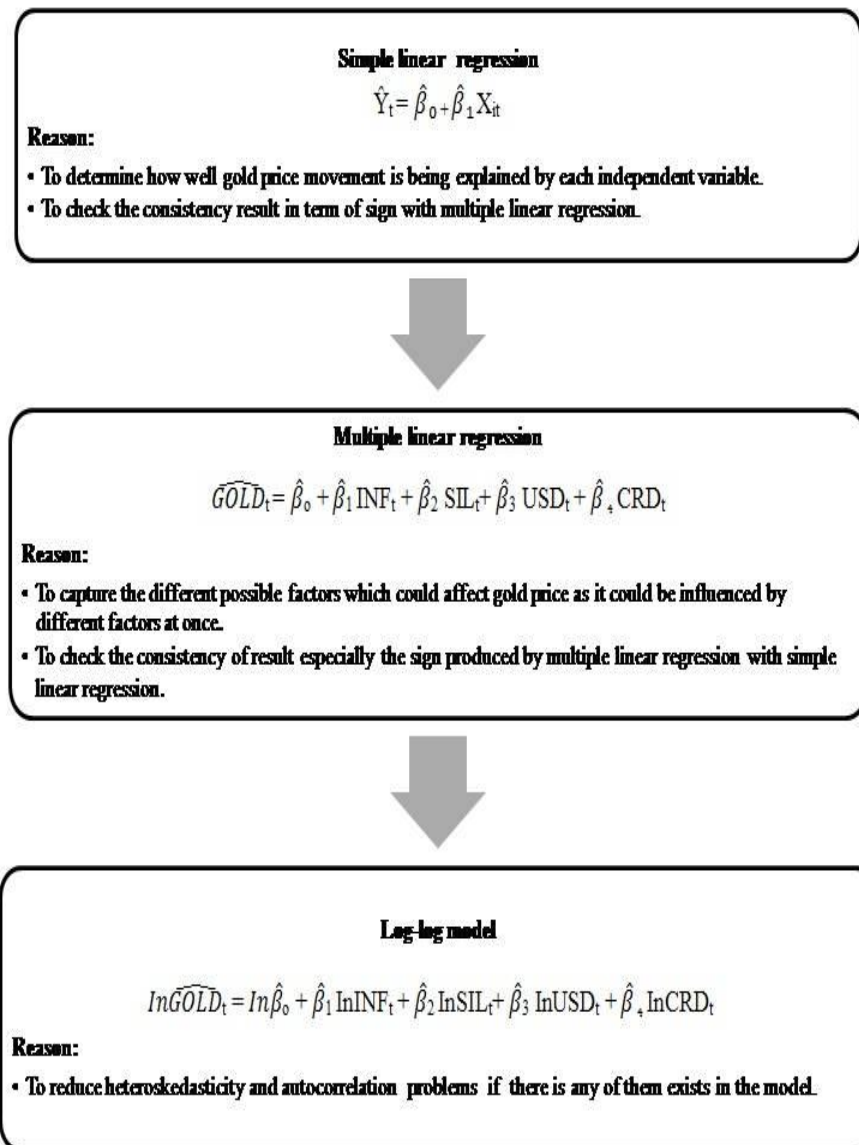 Simple linear regression
Ŷt = β̂0 + β̂1Xit
Reason:
• To determine how well gold price movement is being explained by each independent variable.
• To check the consistency result in term of sign with multiple linear regression.
Multiple linear regression
GOLD̂t = β̂0 + β̂1 INFt + β̂2 SILt + β̂3 USDt + β̂4 CRDt
Reason:
• To capture the different possible factors which could affect gold price as it could be influenced by
different factors at once.
• To check the consistency of result especially the sign produced by multiple linear regression with simple
linear regression.
Log-log model
InGOLD̂t = Inβ̂0 + β̂1 InINFt + β̂2 InSILt + β̂3 InUSDt + β̂4 InCRDt
Reason:
• To reduce heteroskedasticity and autocorrelation problems if there is any of them exists in the model.